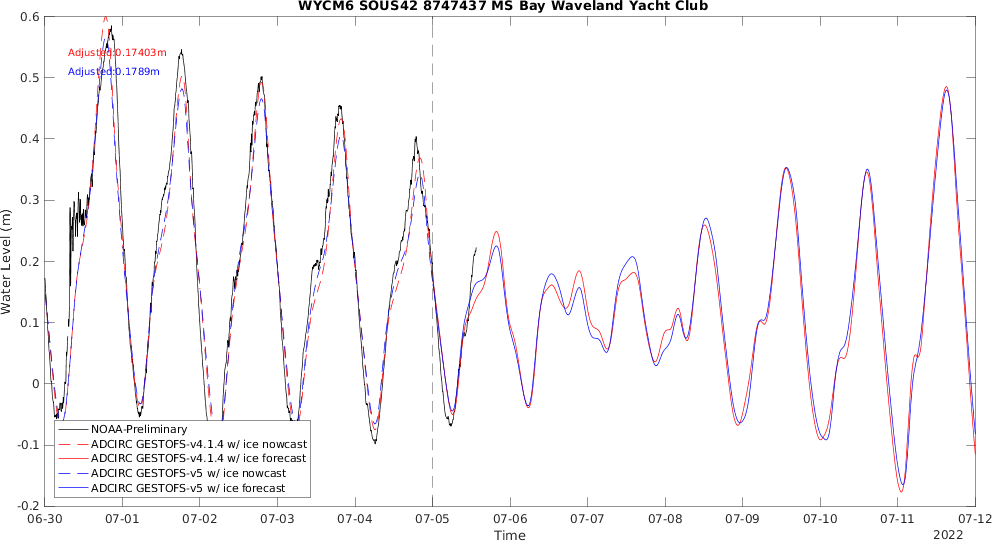 WYCM6 SOUS42 8747437 MS Bay Waveland Yacht Club
Adjusted:0.17403m
Adjusted:0.1789m
Water Level (m)
0.6
0.5
0.4
0.3
0.2
0.1
0
-0.1
-0.2
NOAA-Preliminary
ADCIRC GESTOFS-v4.1.4 w/ ice nowcast
ADCIRC GESTOFS-v4.1.4 w/ ice forecast
ADCIRC GESTOFS-v5 w/ ice nowcast
ADCIRC GESTOFS-v5 w/ ice forecast
06-30 07-01 07-02 07-03 07-04 07-05 07-06 07-07 07-08 07-09 07-10 07-11 07-12
Time
2022